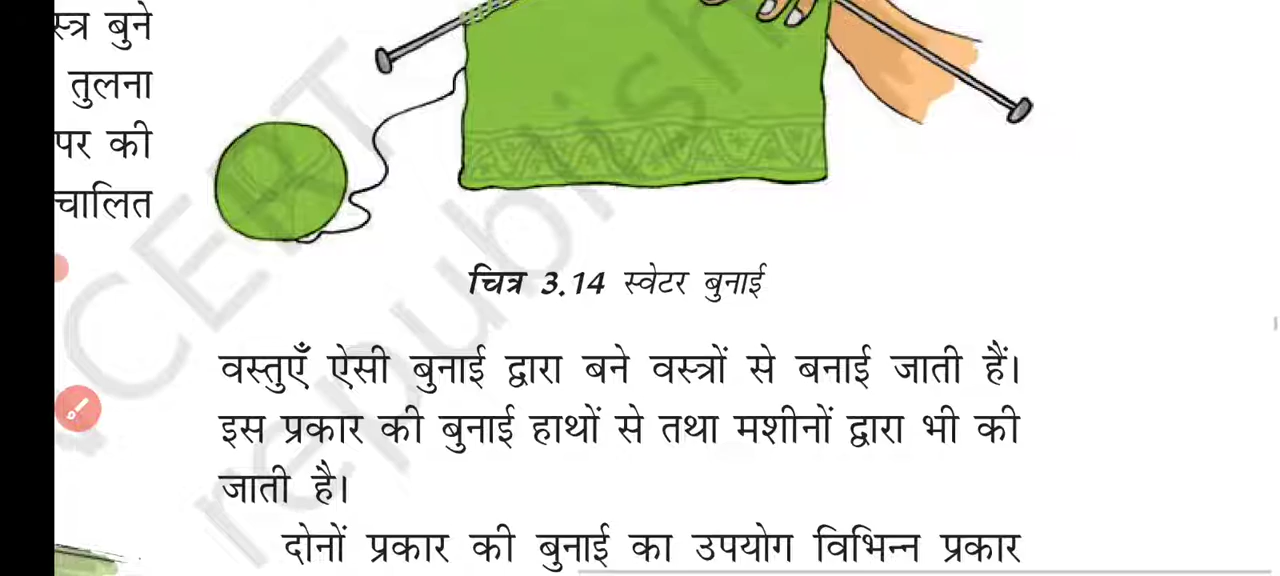 स्त्र बुने
तुलना
पर की
चालित
चित्र 3.14 स्वेटर बुनाई
वस्तुएँ ऐसी बुनाई द्वारा बने वस्त्रों से बनाई जाती हैं।
इस प्रकार की बुनाई हाथों से तथा मशीनों द्वारा भी की
जाती है।
दोनों प्रकार की बुनाई का उपयोग विभिन्न प्रकार